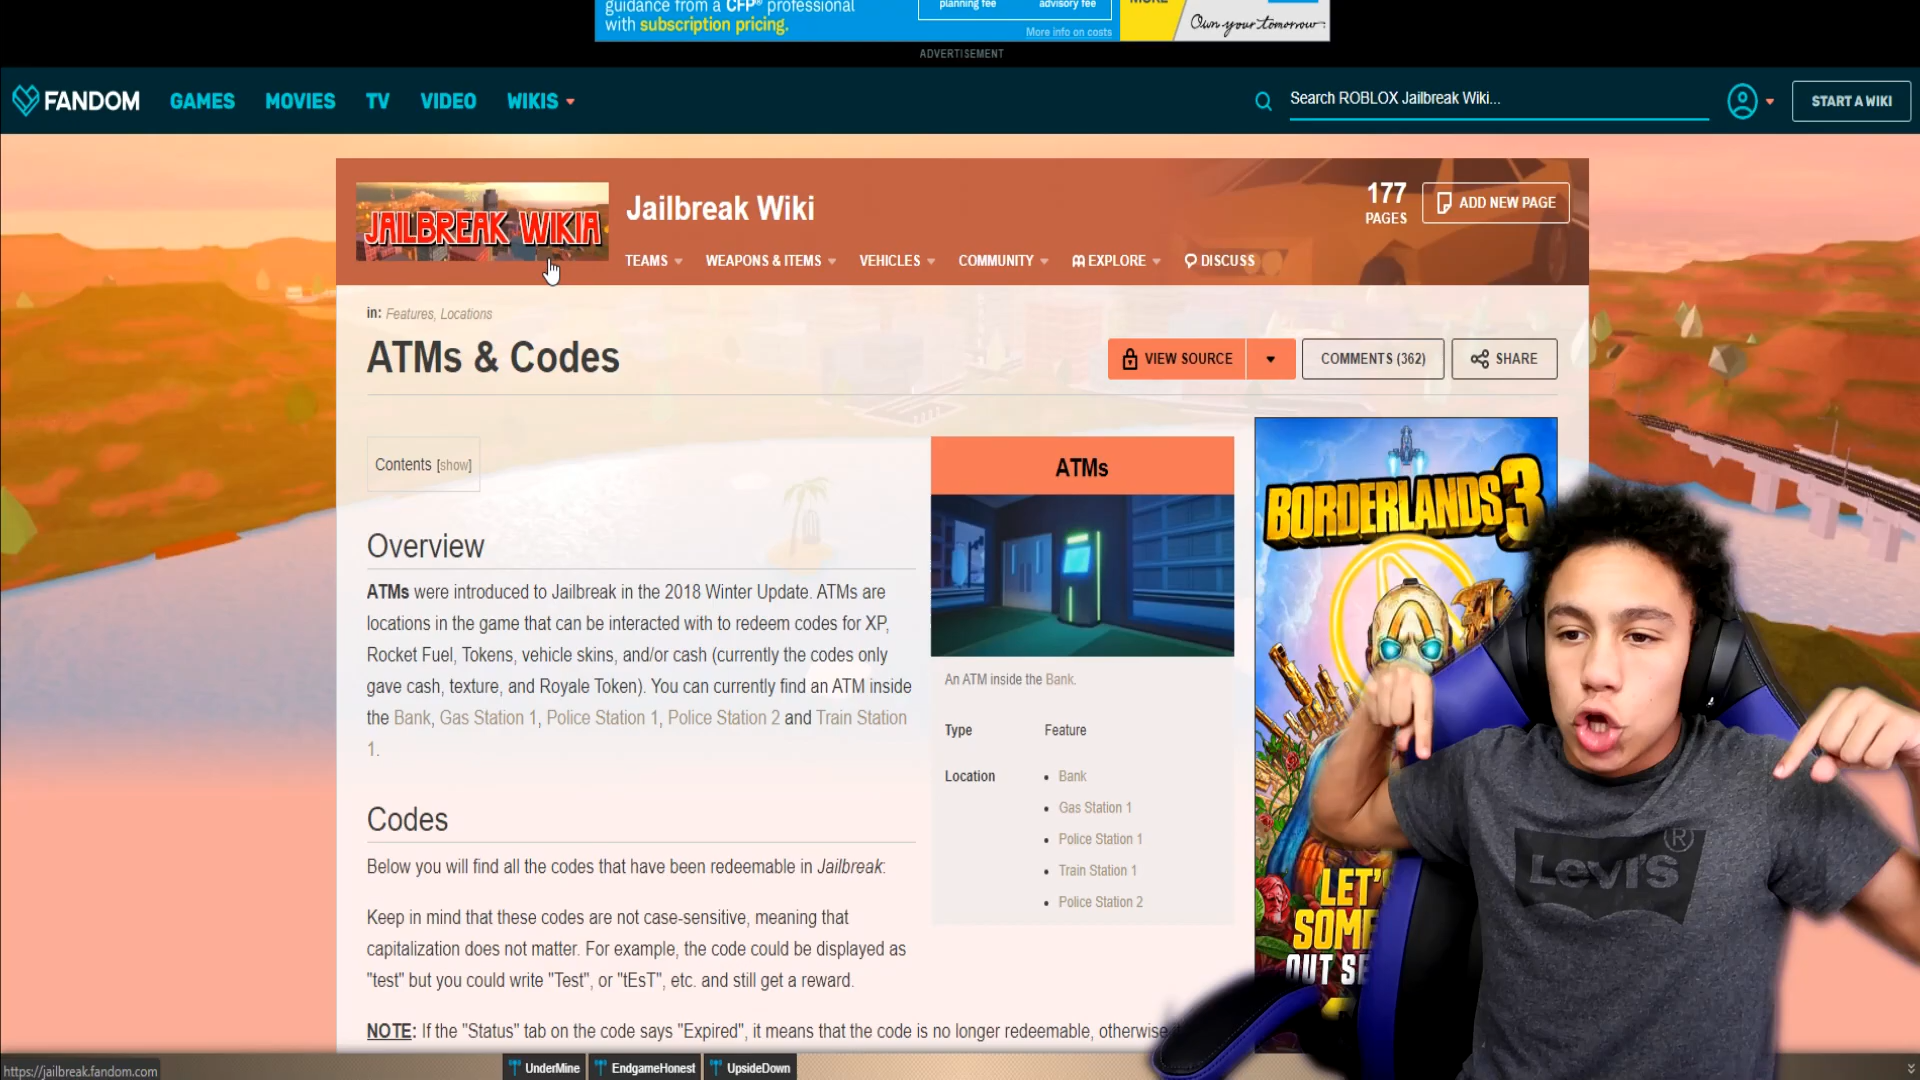 guidance from a CFP® professional
with subscription pricing.
planning fee
advisory fee
More info on costs
MORE
Own your tomorrow.
ADVERTISEMENT
FANDOM
GAMES
MOVIES
TV
VIDEO
WIKIS
Search ROBLOX Jailbreak Wiki...
START A WIKI
JAILBREAK WIKIA
Jailbreak Wiki
177
PAGES
ADD NEW PAGE
TEAMS
WEAPONS & ITEMS
VEHICLES
COMMUNITY
EXPLORE
DISCUSS
in: Features, Locations
ATMs & Codes
VIEW SOURCE
COMMENTS (362)
SHARE
Contents [show]
Overview
ATMs were introduced to Jailbreak in the 2018 Winter Update. ATMs are
locations in the game that can be interacted with to redeem codes for XP,
Rocket Fuel, Tokens, vehicle skins, and/or cash (currently the codes only
gave cash, texture, and Royale Token). You can currently find an ATM inside
the Bank, Gas Station 1, Police Station 1, Police Station 2 and Train Station
1.
Codes
Below you will find all the codes that have been redeemable in Jailbreak:
Keep in mind that these codes are not case-sensitive, meaning that
capitalization does not matter. For example, the code could be displayed as
"test" but you could write "Test", or "tEsT", etc. and still get a reward.
NOTE: If the "Status" tab on the code says "Expired", it means that the code is no longer redeemable, otherwise
ATMs
An ATM inside the Bank.
Type
Feature
Location
• Bank
• Gas Station 1
• Police Station 1
• Train Station 1
• Police Station 2
BORDERLANDS 3
LET'
SOME
OUT SE
LEVI'S
®
https://jailbreak.fandom.com
UnderMine
EndgameHonest
UpsideDown